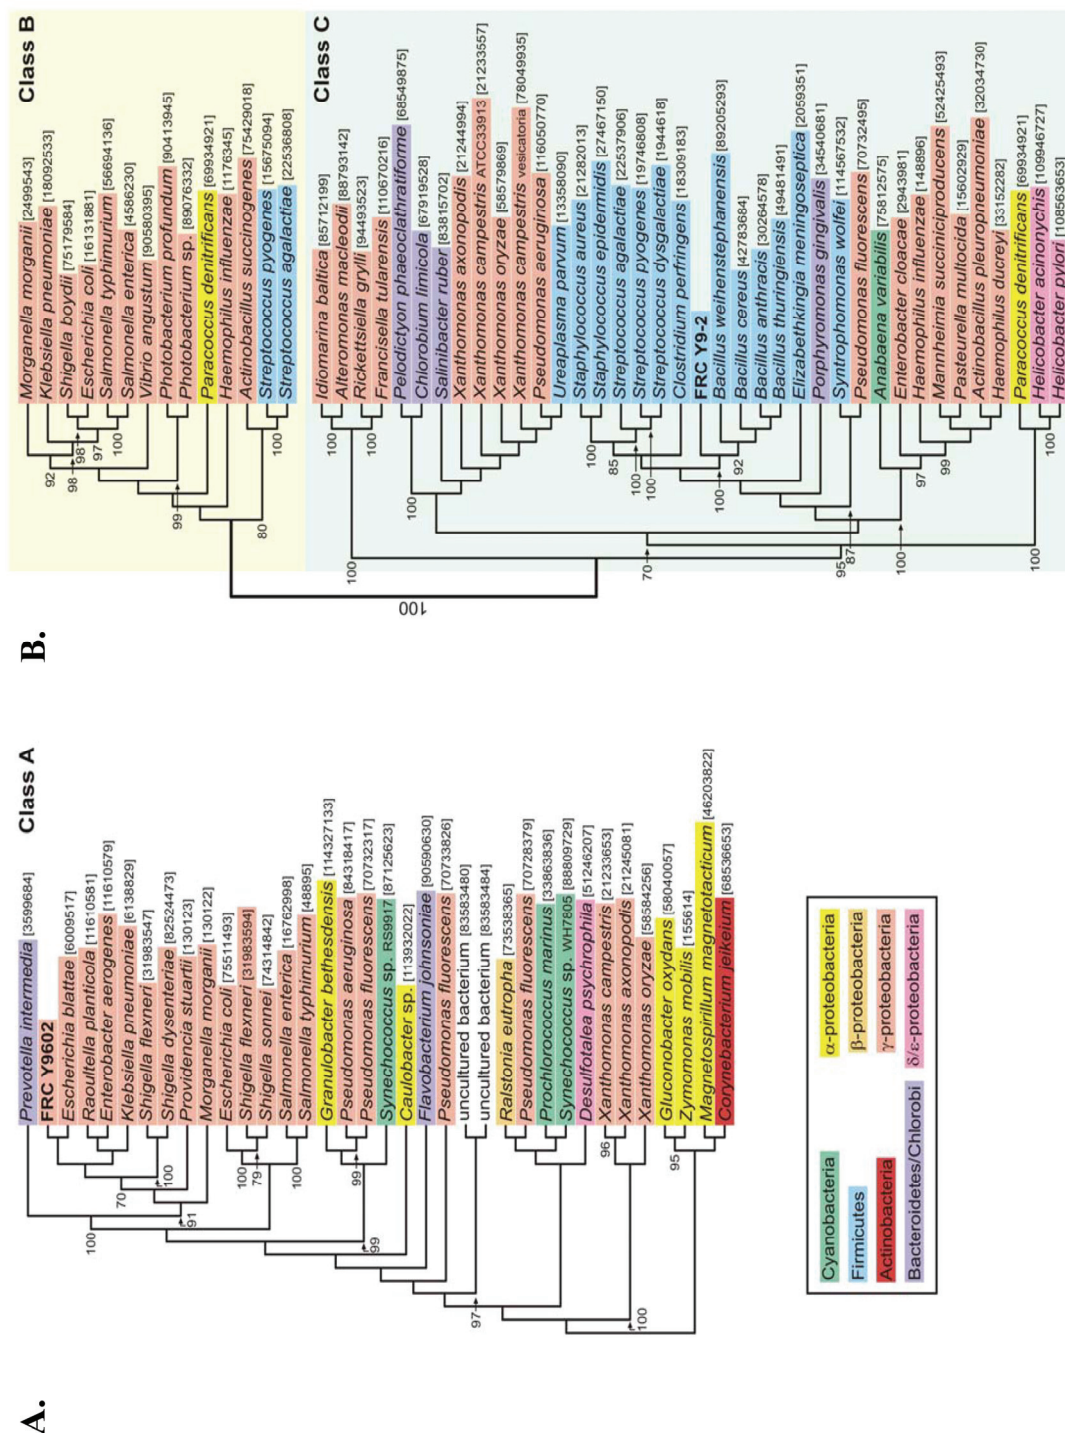 A.
Class A
Prevotella intermedia [35996684]
FRC Y9602
Escherichia blattae [60009517]
Raoultella planticola [11610581]
Enterobacter aerogenes [11610579]
Klebsiella pneumoniae [6138829]
Shigella flexneri [31983547]
Shigella dysenteriae [82524473]
Providencia stuartii [130123]
Morganella morganii [130122]
Escherichia coli [75511493]
Shigella flexneri [31983594]
Shigella sonnei [74314842]
Salmonella enterica [16762998]
Salmonella typhimurium [48895]
Granulobacter bethesdensis [114327133]
Pseudomonas aeruginosa [84318417]
Pseudomonas fluorescens [70732317]
Synechococcus sp. RS9917 [87125623]
Caulobacter sp. [113932022]
Flavobacterium johnsoniae [90590630]
Pseudomonas fluorescens [70733826]
uncultured bacterium [83583480]
uncultured bacterium [83583484]
Ralstonia eutropha [73538365]
Pseudomonas fluorescens [70728379]
Prochlorococcus marinus [33863836]
Synechococcus sp. WH7805 [88809729]
Desulfotalea psychrophila [51246207]
Xanthomonas campestris [21233653]
Xanthomonas axonopodis [21245081]
Xanthomonas oryzae [58584256]
Gluconobacter oxydans [58040057]
Zymomonas mobilis [155614]
Magnetospirillum magnetotacticum [46203822]
Corynebacterium jeikeium [68536653]
100
70
100
91
100
79
100
99
99
97
96
100
95
Cyanobacteria
α-proteobacteria
Firmicutes
β-proteobacteria
Actinobacteria
γ-proteobacteria
Bacteroidetes/Chlorobi
δ/ε-proteobacteria
B.
Class B
Morganella morganii [2499543]
Klebsiella pneumoniae [18092533]
Shigella boydii [75179584]
Escherichia coli [16131881]
Salmonella typhimurium [56694136]
Salmonella enterica [4586230]
Vibrio angustum [90580395]
Photobacterium profundum [90413945]
Photobacterium sp. [89076332]
Paracoccus denitrificans [69934921]
Haemophilus influenzae [1176345]
Actinobacillus succinogenes [75429018]
Streptococcus pyogenes [15675094]
Streptococcus agalactiae [22536808]
92
98
98
97
100
99
80
100
100
Class C
Idiomarina baltica [85712199]
Alteromonas macleodii [88793142]
Rickettsiella grylli [94493523]
Francisella tularensis [110670216]
Pelodictyon phaeoclathratiforme [68549875]
Chlorobium limicola [67919528]
Salinibacter ruber [83815702]
Xanthomonas axonopodis [21244994]
Xanthomonas campestris ATCC33913 [21233557]
Xanthomonas oryzae [58579869]
Xanthomonas campestris vesicatoria [78049935]
Pseudomonas aeruginosa [116050770]
Ureaplasma parvum [13358090]
Staphylococcus aureus [21282013]
Staphylococcus epidemidis [27467150]
Streptococcus agalactiae [22537906]
Streptococcus pyogenes [19746808]
Streptococcus dysgalactiae [1944618]
Clostridium perfringens [18309183]
FRC Y9-2
Bacillus weihenstephanensis [89205293]
Bacillus cereus [42783684]
Bacillus anthracis [30264578]
Bacillus thuringiensis [49481491]
Elizabethkingia meningoseptica [2059351]
Porphyromonas gingivalis [34540681]
Syntrophomonas wolfei [114567532]
Pseudomonas fluorescens [70732495]
Anabaena variabilis [75812575]
Enterobacter cloacae [2943981]
Haemophilus influenzae [148896]
Mannheimia succiniciproducens [52425493]
Pasteurella multocida [15602929]
Actinobacillus pleuropneumoniae [32034730]
Haemophilus ducreyi [33152282]
Paracoccus denitrificans [69934921]
Helicobacter acinonychis [109946727]
Helicobacter pylori [108563653]
100
100
100
100
100
85
100
100
100
92
70
95
87
100
97
99
100
100